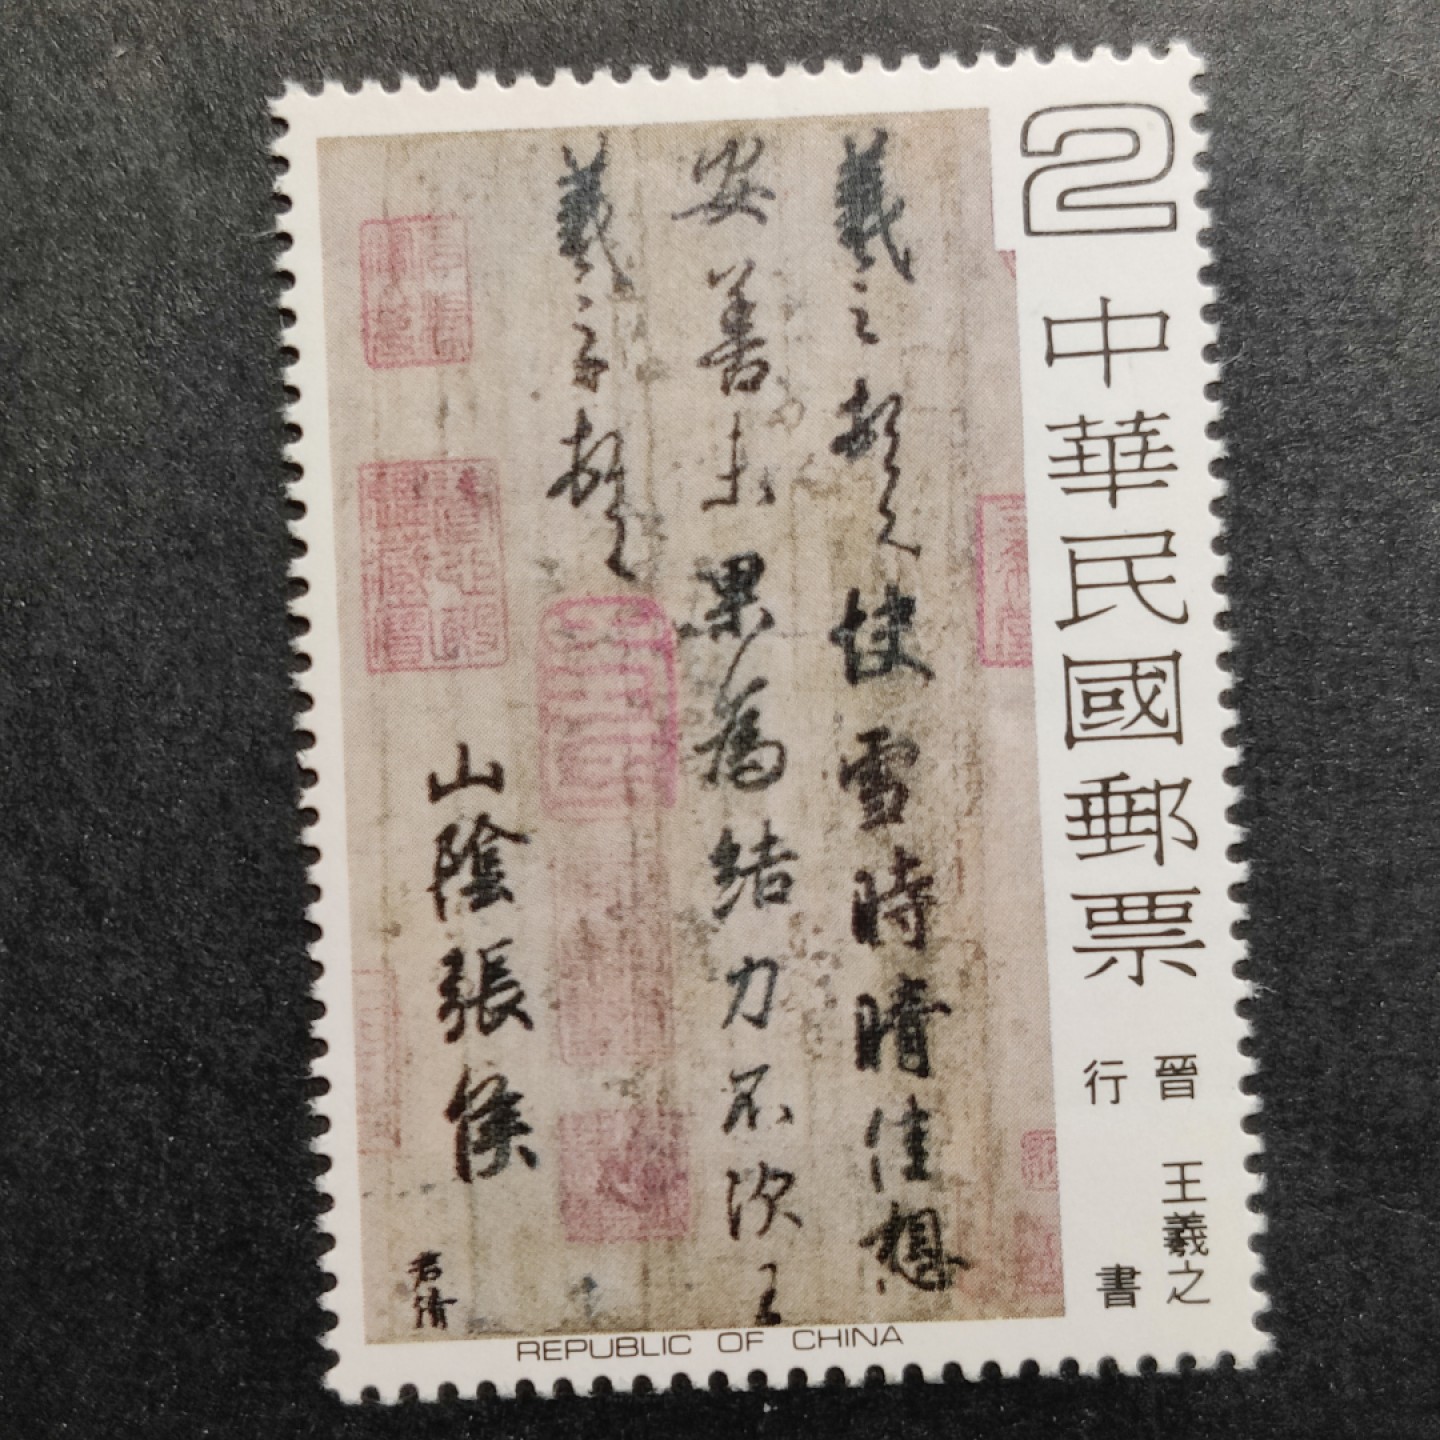 2
中華民國郵票
晉 王羲之
行書
羲之頓首快雪時晴佳想
安善未果為結力不次王
羲之頓首
山陰張侯
君倩
REPUBLIC OF CHINA